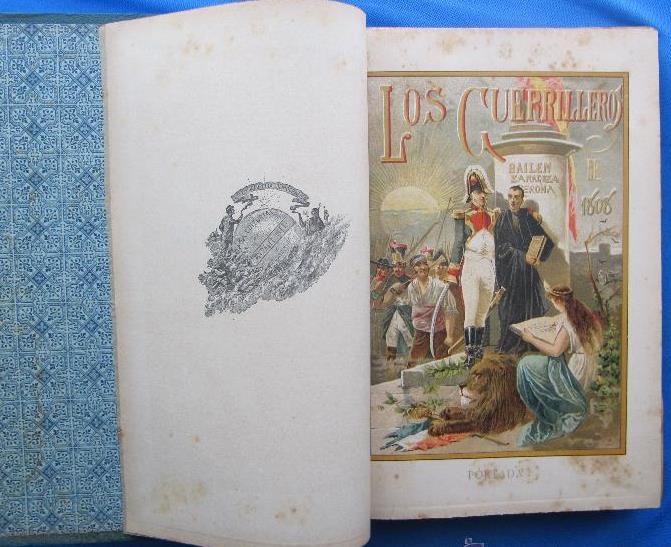 LOS GUERRILLEROS
DE
1808
BAILEN
ZARAGOZA
GERONA
PORTADA